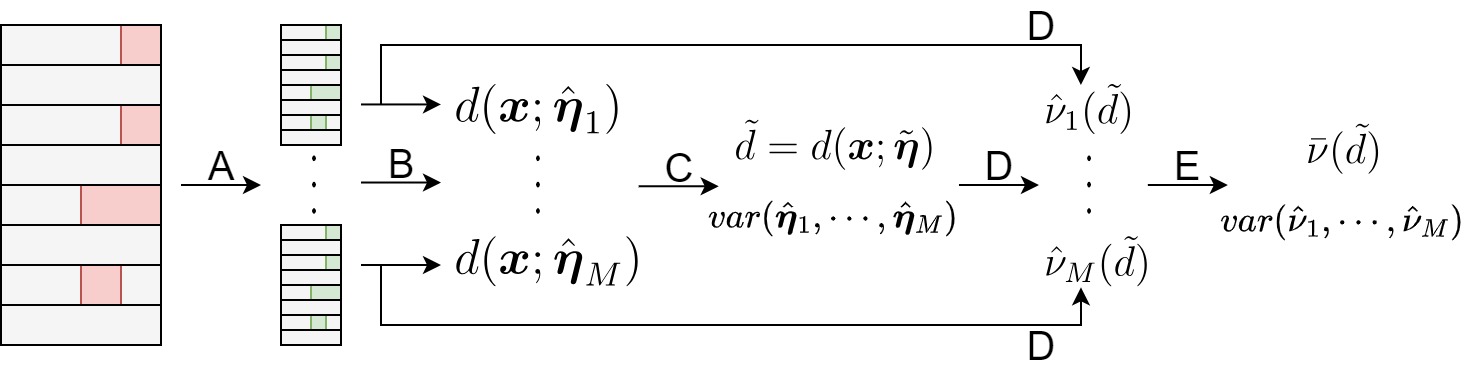 A
B
d(𝒙; 𝜼̂₁)
⋮
d(𝒙; 𝜼̂_M)
C
d̃ = d(𝒙; 𝜼̃)
var(𝜼̂₁, ⋯, 𝜼̂_M)
D
D
D
ν̂₁(d̃)
⋮
ν̂_M(d̃)
E
ν̄(d̃)
var(𝝂̂₁, ⋯, 𝝂̂_M)